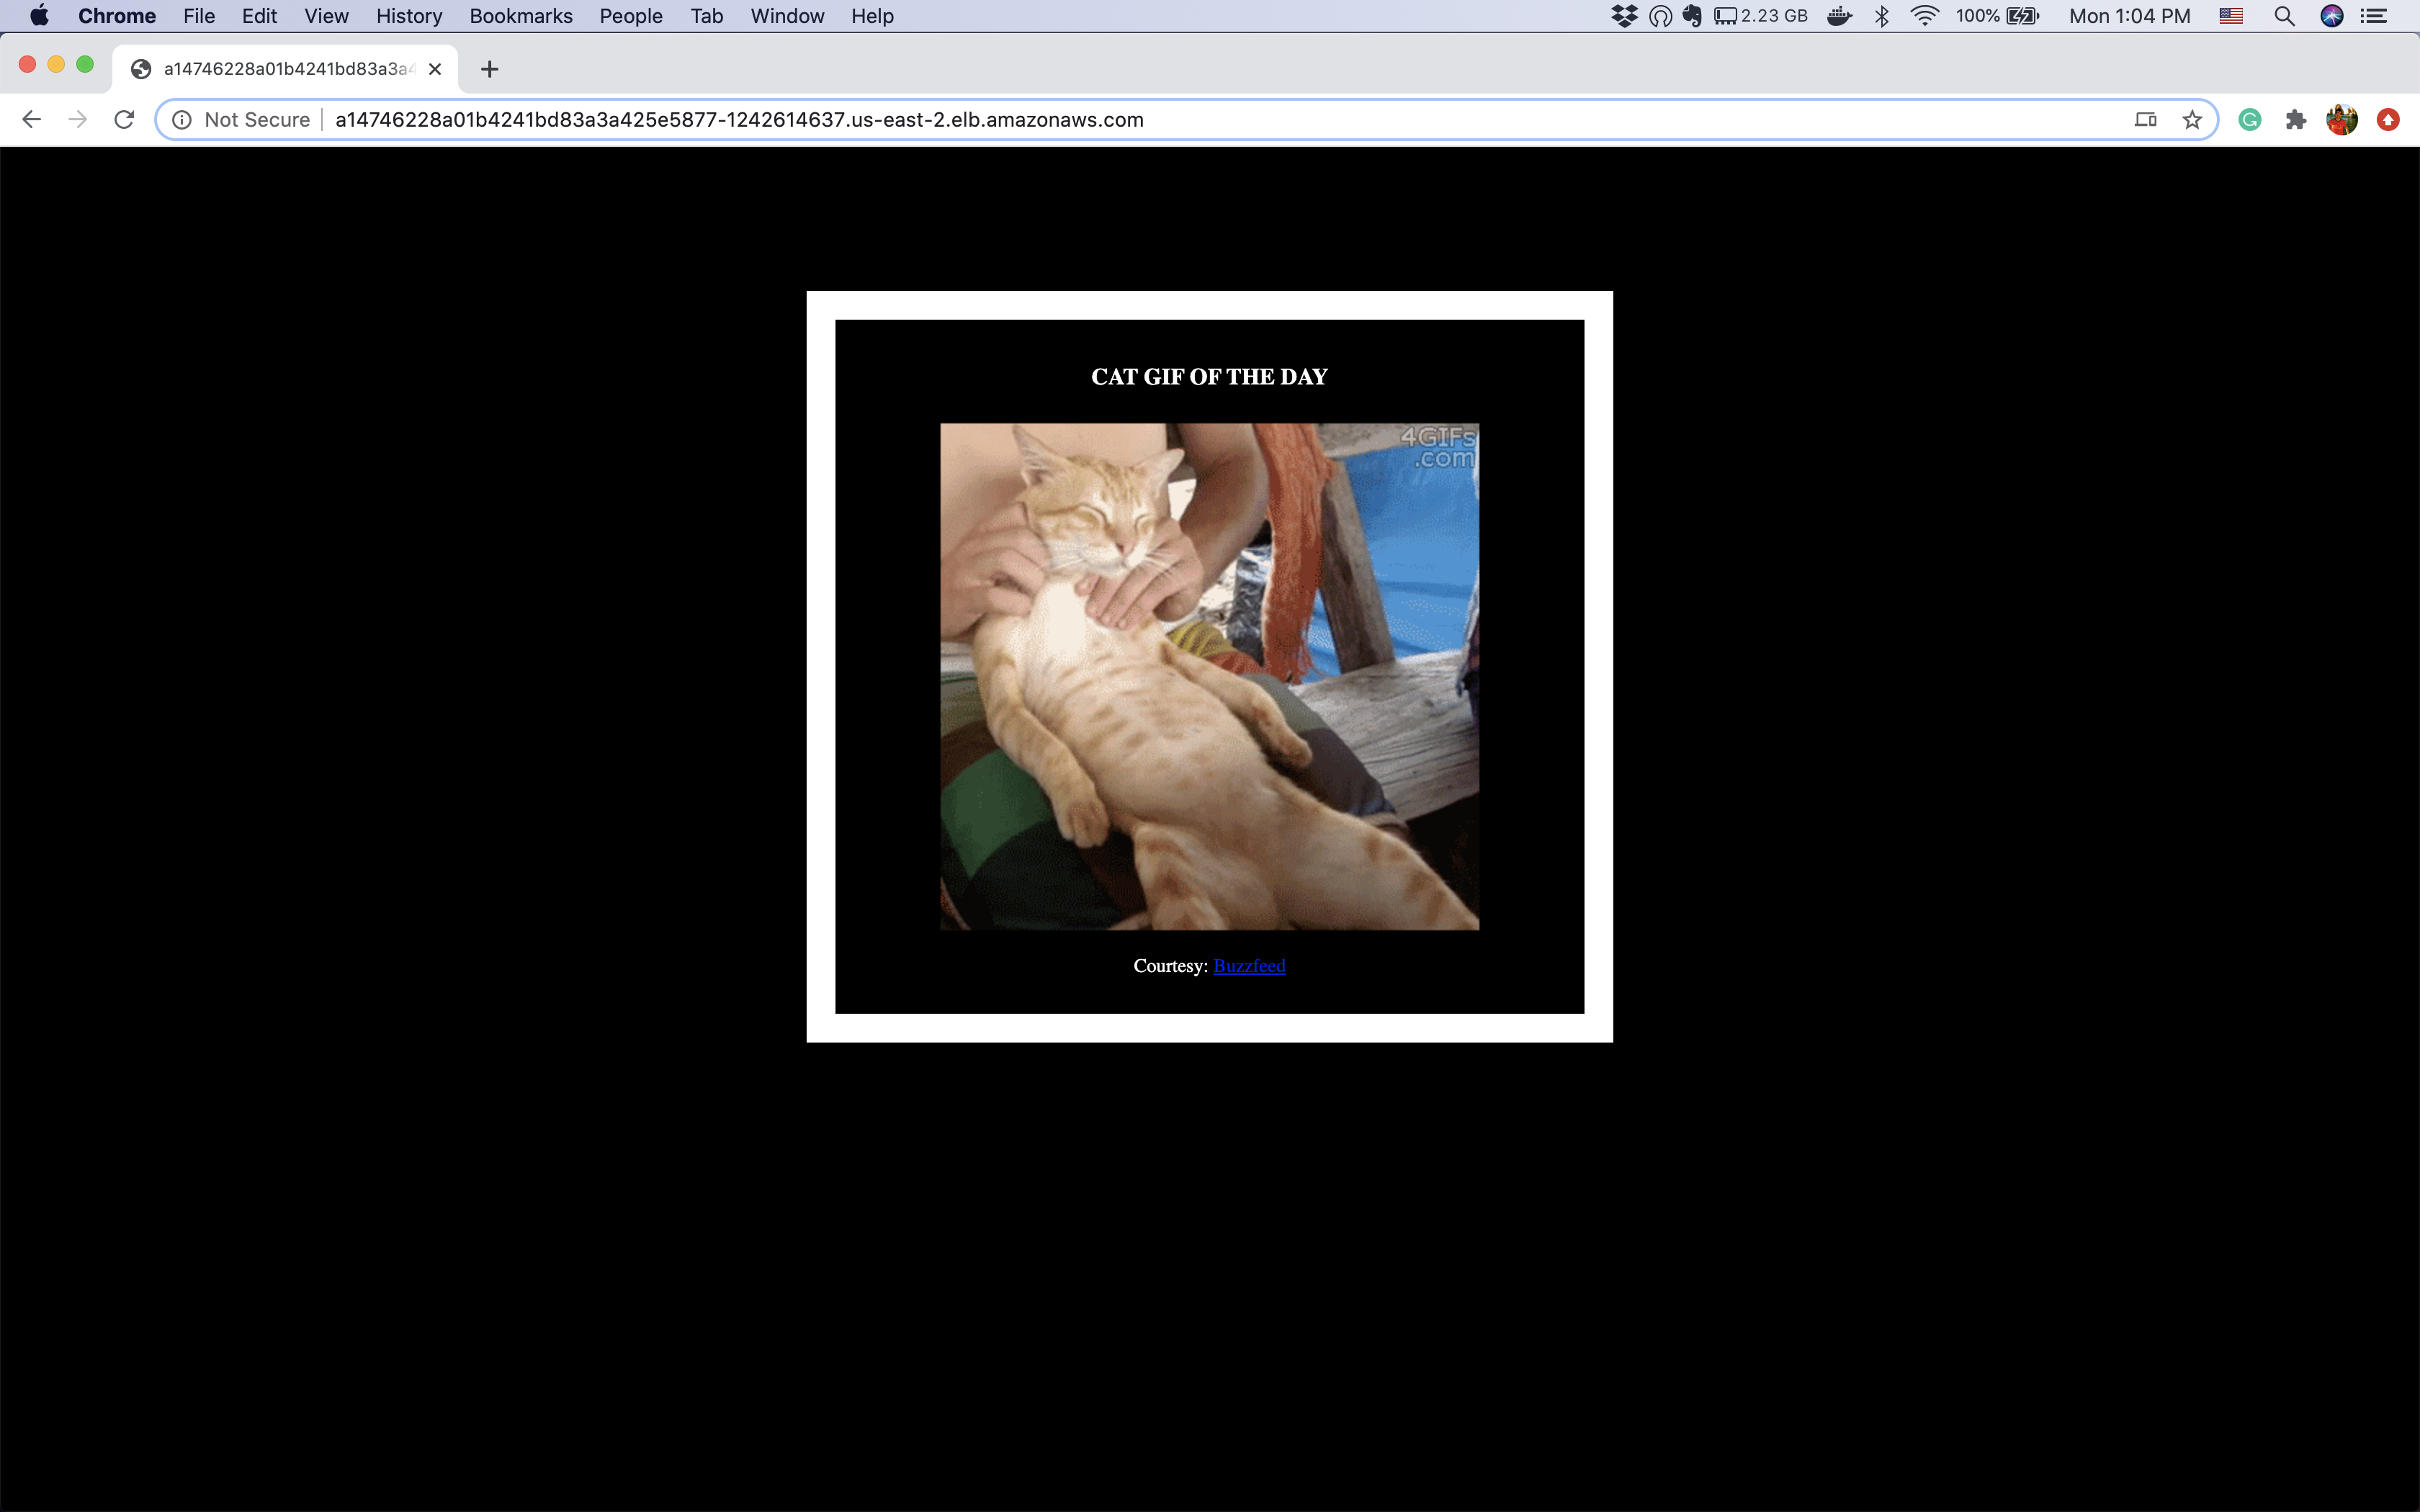 Chrome File Edit View History Bookmarks People Tab Window Help 2.23 GB 100% Mon 1:04 PM
a14746228a01b4241bd83a3a4
Not Secure a14746228a01b4241bd83a3a425e5877-1242614637.us-east-2.elb.amazonaws.com
CAT GIF OF THE DAY
4GIFs
.com
Courtesy: Buzzfeed